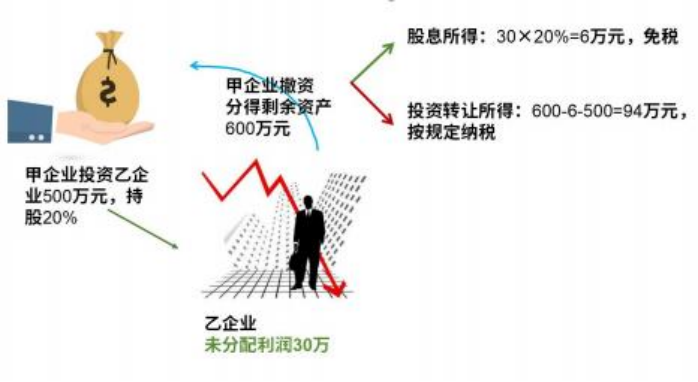 股息所得：30×20%=6万元，免税
甲企业撤资
分得剩余资产
600万元
投资转让所得：600-6-500=94万元，
按规定纳税
甲企业投资乙企
业500万元，持
股20%
乙企业
未分配利润30万